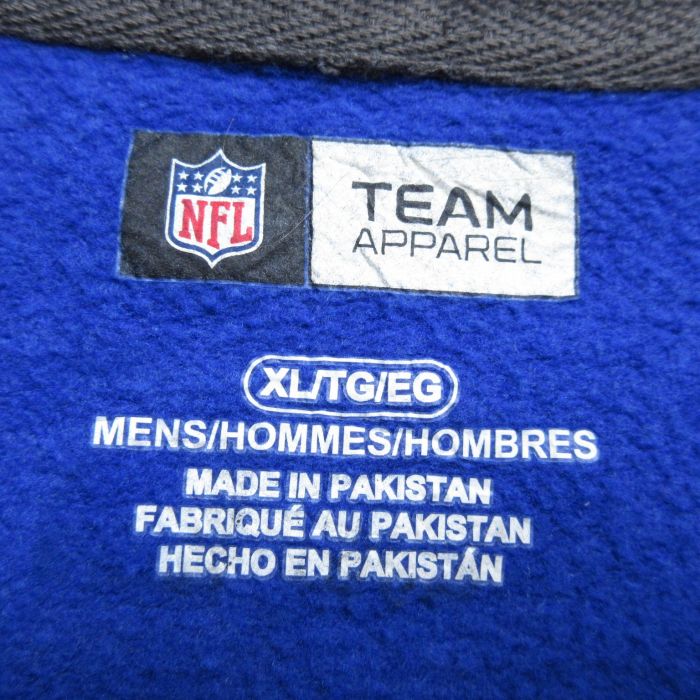 NFL
TEAM
APPAREL
XL/TG/EG
MENS/HOMMES/HOMBRES
MADE IN PAKISTAN
FABRIQUÉ AU PAKISTAN
HECHO EN PAKISTÁN